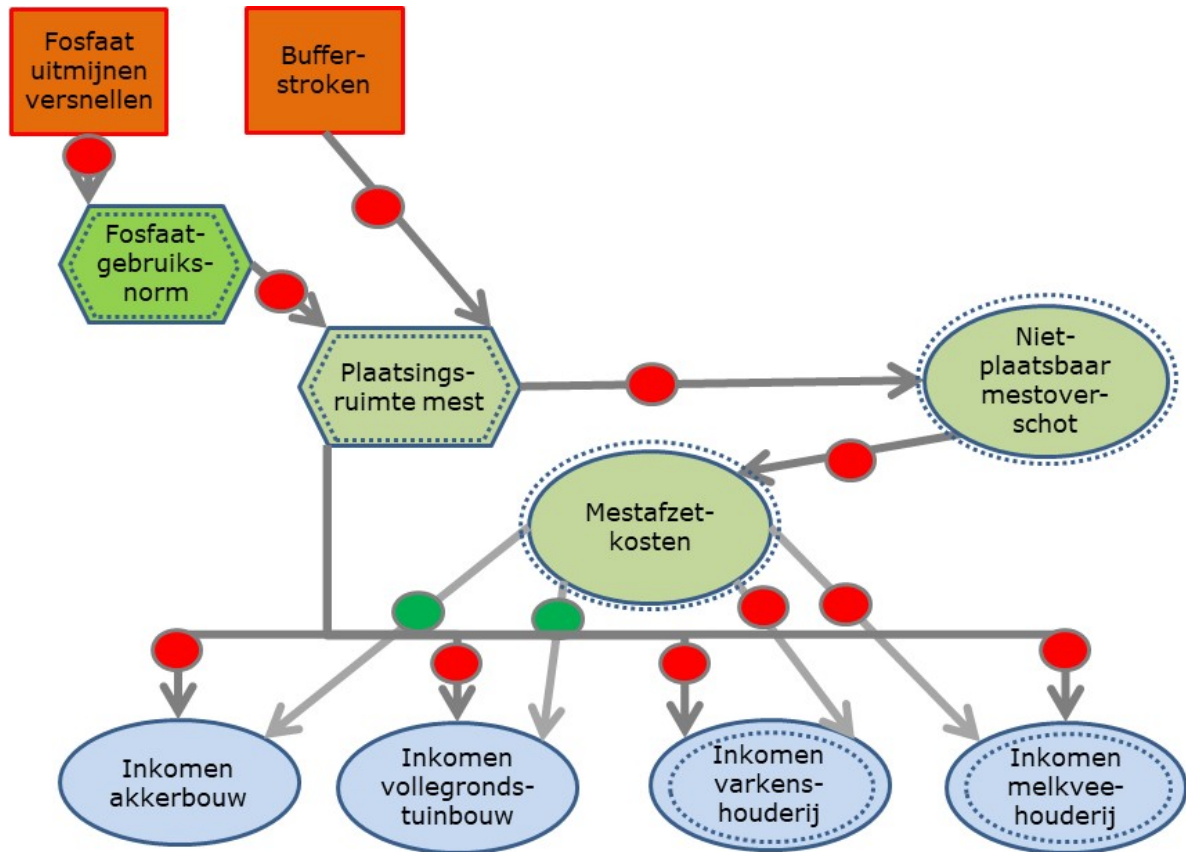 Fosfaat
uitmijnen
versnellen
Buffer-
stroken
Fosfaat-
gebruiks-
norm
Plaatsings-
ruimte mest
Niet-
plaatsbaar
mestover-
schot
Mestafzet-
kosten
Inkomen
akkerbouw
Inkomen
vollegronds-
tuinbouw
Inkomen
varkens-
houderij
Inkomen
melkvee-
houderij